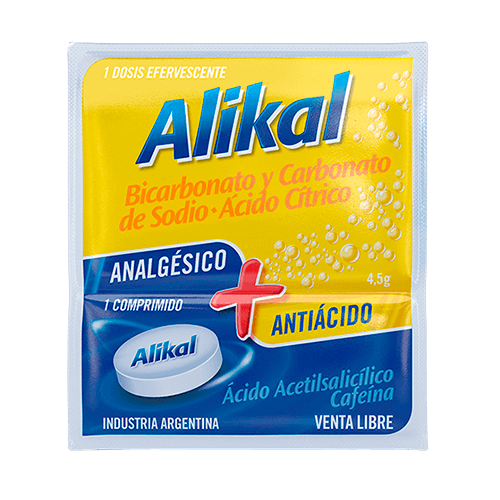 1 DOSIS EFERVESCENTE
Alikal
Bicarbonato y Carbonato
de Sodio • Ácido Cítrico
ANALGÉSICO
4,5g
1 COMPRIMIDO
+
ANTIÁCIDO
Alikal
Ácido Acetilsalicílico
Cafeína
INDUSTRIA ARGENTINA
VENTA LIBRE